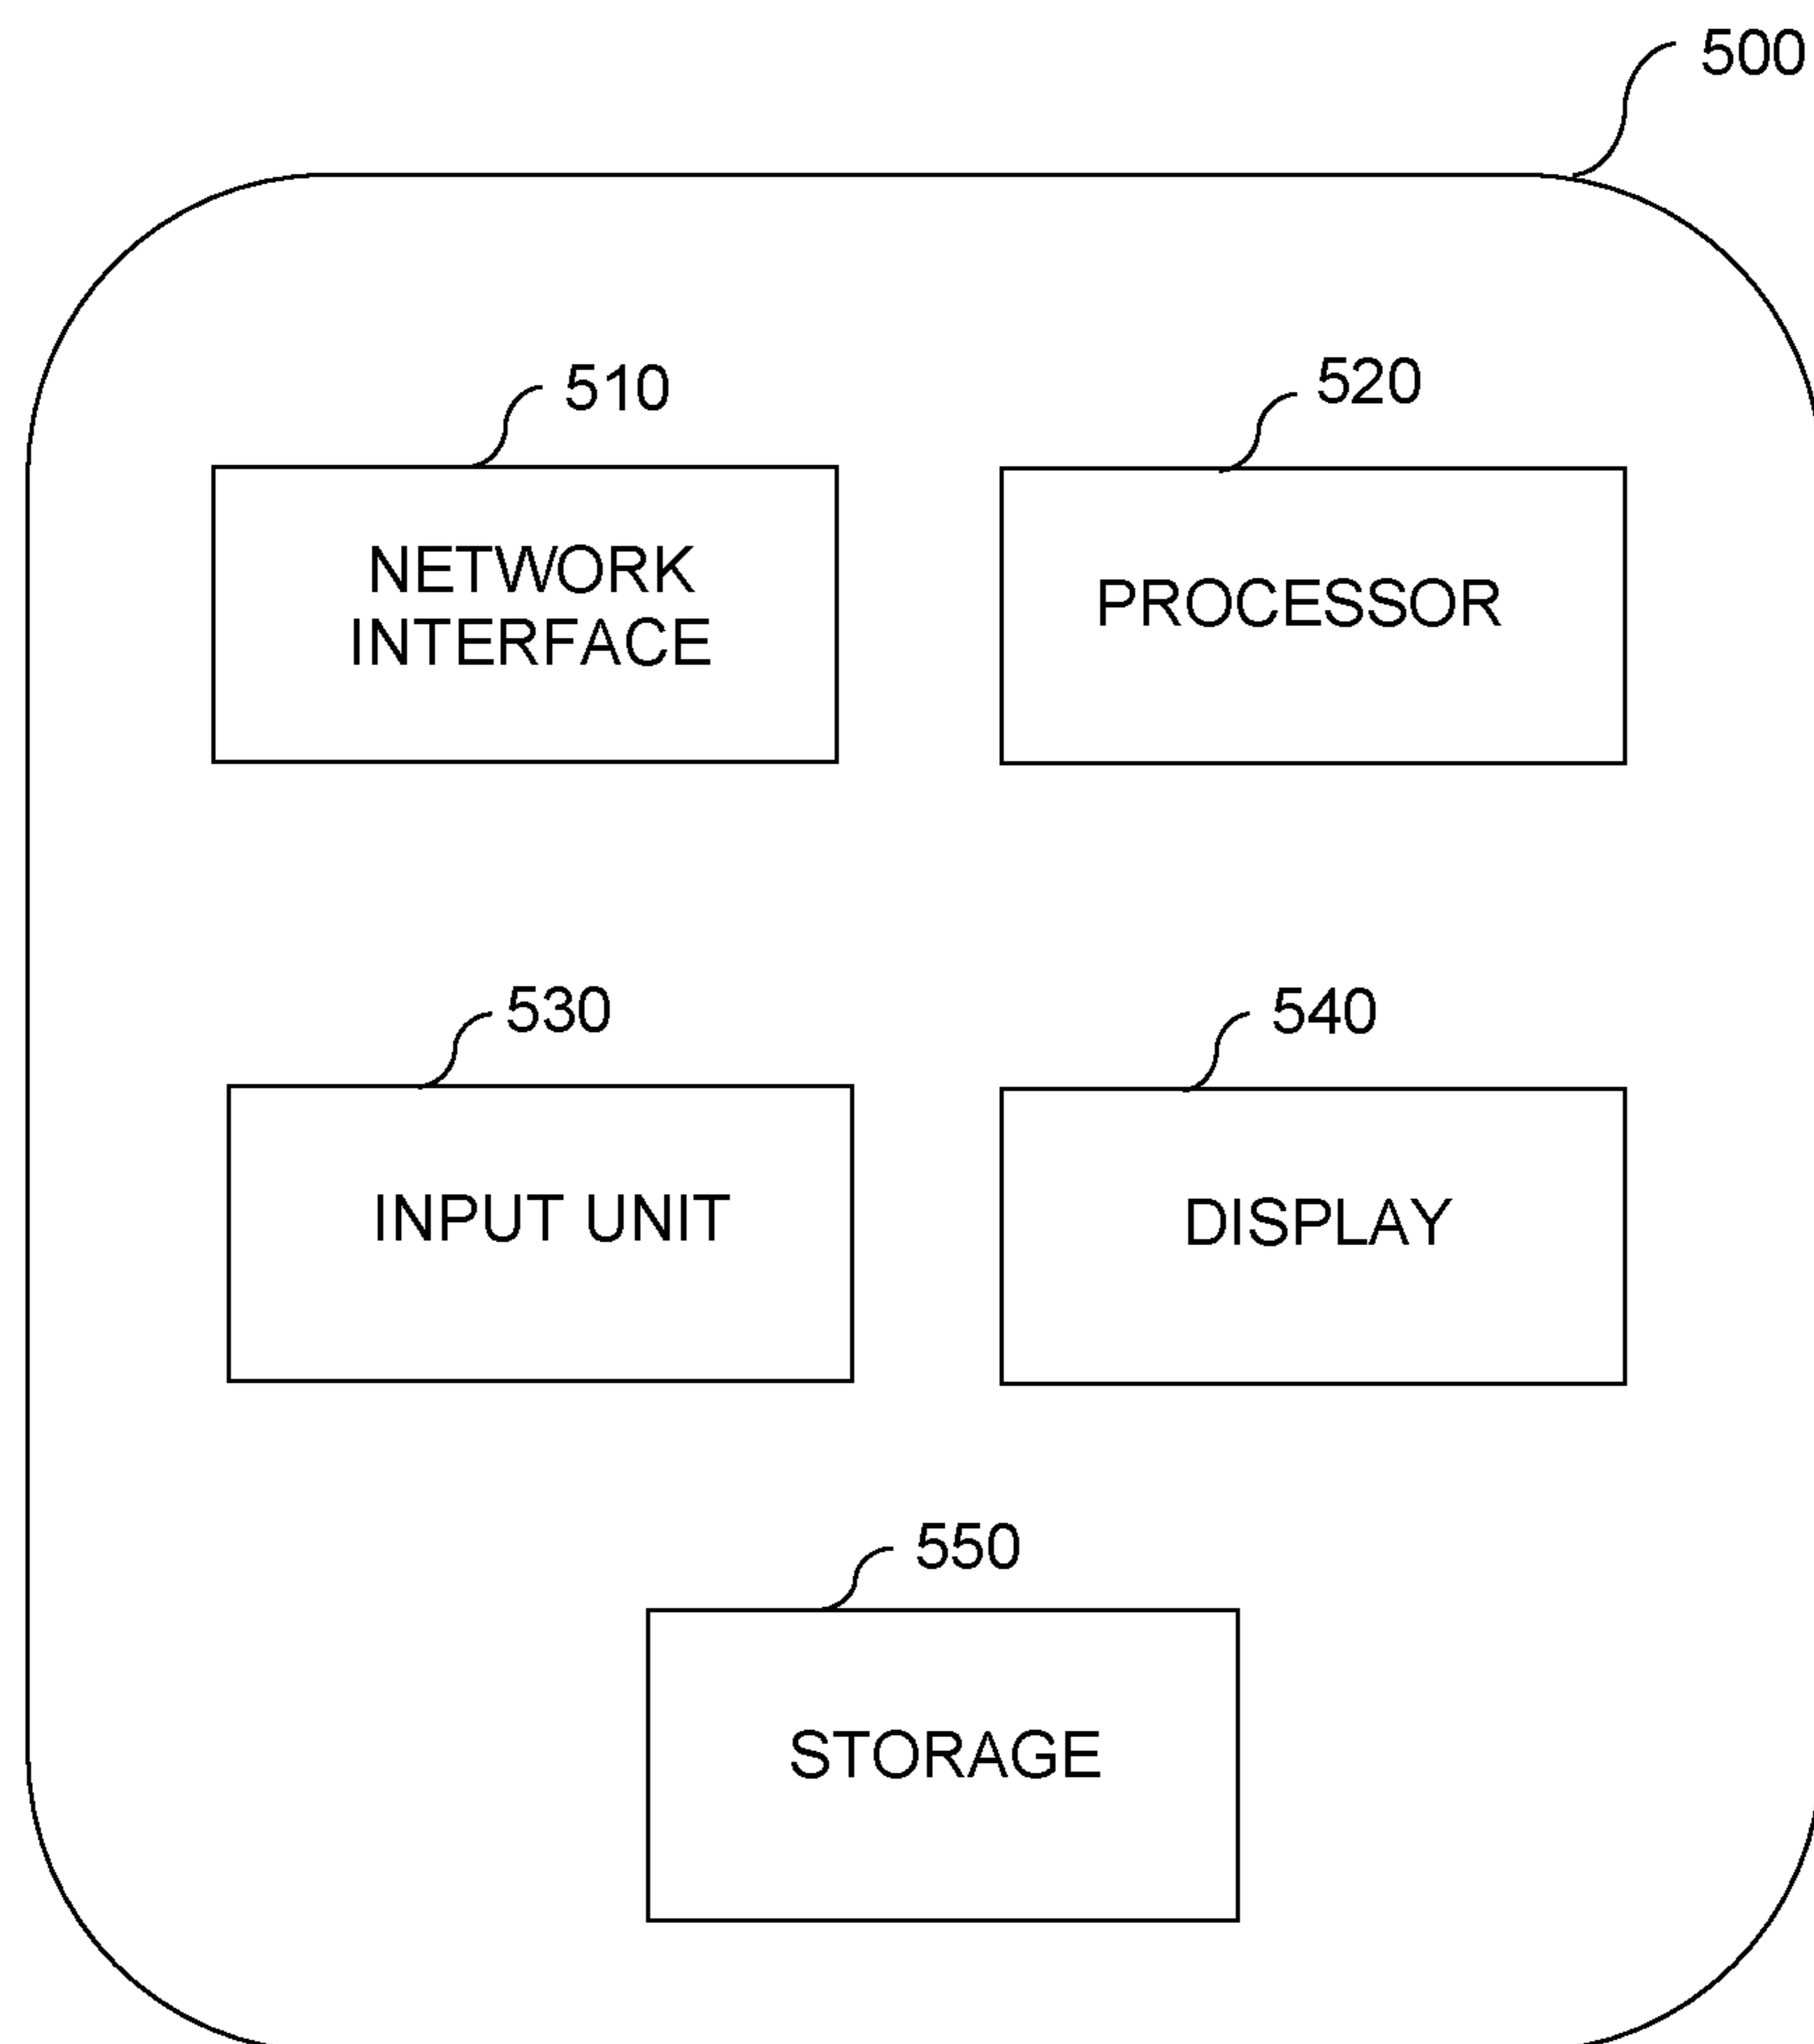 500
510
520
NETWORK
INTERFACE
PROCESSOR
530
540
INPUT UNIT
DISPLAY
550
STORAGE